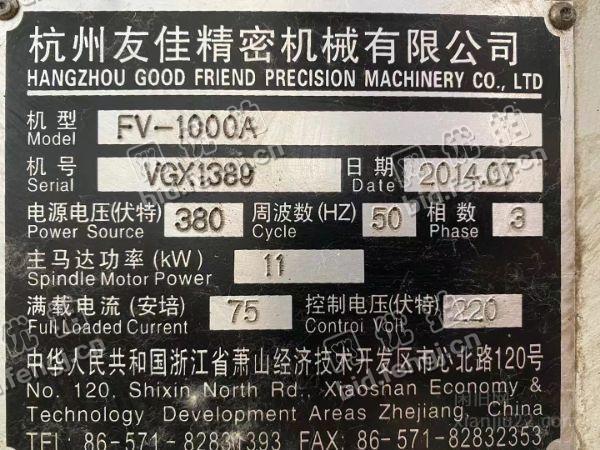 杭州友佳精密机械有限公司
HANGZHOU GOOD FRIEND PRECISION MACHINERY CO., LTD
机型 FV-1000A
Model
机号 VGX1389 日期 2014.07
Serial Date
电源电压(伏特) 380 周波数(HZ) 50 相数 3
Power Source Cycle Phase
主马达功率(kW) 11
Spindle Motor Power
满载电流(安培) 75 控制电压(伏特) 220
Full Loaded Current Control Volt
中华人民共和国浙江省萧山经济技术开发区市心北路120号
No. 120, Shixin North Rd., Xiaoshan Economy &
Technology Development Areas Zhejiang, China
TEL: 86-571-82831393 FAX: 86-571-82832353